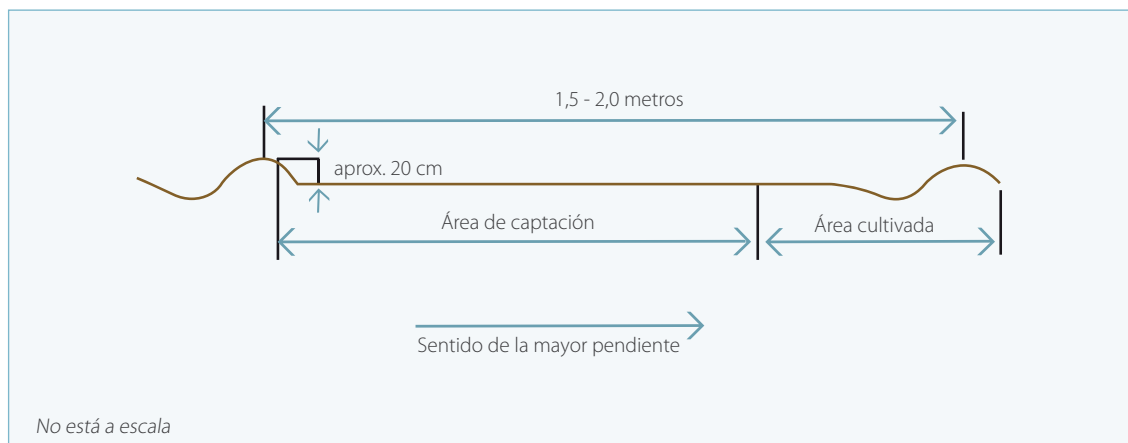 1,5 - 2,0 metros
aprox. 20 cm
Área de captación
Área cultivada
Sentido de la mayor pendiente
No está a escala